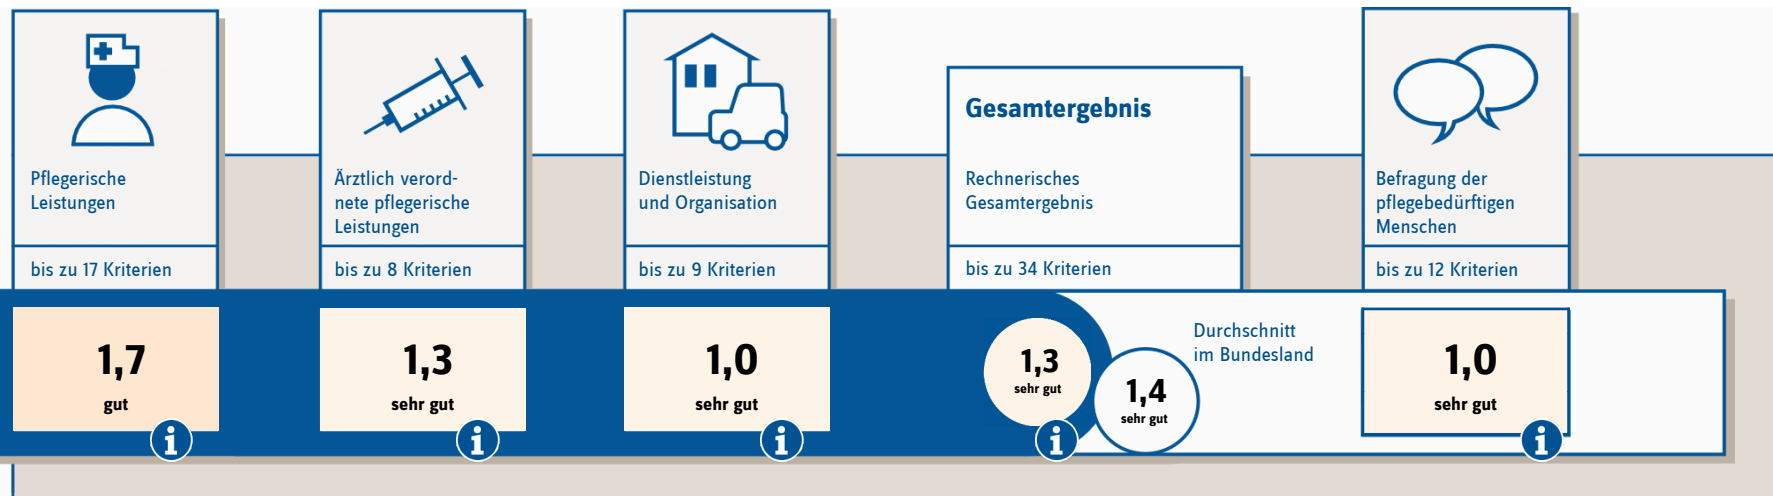 Pflegerische
Leistungen
bis zu 17 Kriterien
1,7
gut
i
Ärztlich verord-
nete pflegerische
Leistungen
bis zu 8 Kriterien
1,3
sehr gut
i
Dienstleistung
und Organisation
bis zu 9 Kriterien
1,0
sehr gut
i
Gesamtergebnis
Rechnerisches
Gesamtergebnis
bis zu 34 Kriterien
1,3
sehr gut
i
1,4
sehr gut
Durchschnitt
im Bundesland
Befragung der
pflegebedürftigen
Menschen
bis zu 12 Kriterien
1,0
sehr gut
i